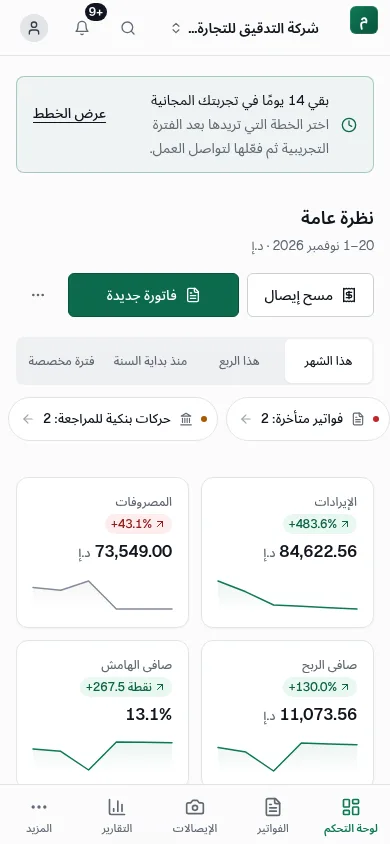 م
شركة التدقيق للتجارة...
9+
بقي 14 يومًا في تجربتك المجانية
اختر الخطة التي تريدها بعد الفترة
التجريبية ثم فعّلها لتواصل العمل.
عرض الخطط
نظرة عامة
1–20 نوفمبر 2026 · د.إ
مسح إيصال
فاتورة جديدة
هذا الشهر
هذا الربع
منذ بداية السنة
فترة مخصصة
فواتير متأخرة: 2
حركات بنكية للمراجعة: 2
الإيرادات
+483.6%
84,622.56 د.إ
المصروفات
+43.1%
73,549.00 د.إ
صافي الربح
+130.0%
11,073.56 د.إ
صافي الهامش
+267.5 نقطة
13.1%
لوحة التحكم
الفواتير
الإيصالات
التقارير
المزيد